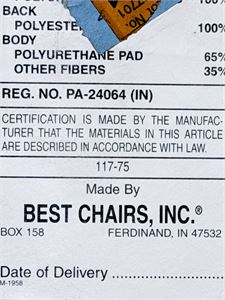 BACK
POLYEST 100%
BODY
POLYURETHANE PAD 65%
OTHER FIBERS 35%
REG. NO. PA-24064 (IN)
CERTIFICATION IS MADE BY THE MANUFAC-
TURER THAT THE MATERIALS IN THIS ARTICLE
ARE DESCRIBED IN ACCORDANCE WITH LAW.
117-75
Made By
BEST CHAIRS, INC.®
BOX 158 FERDINAND, IN 47532
Date of Delivery
M-1958